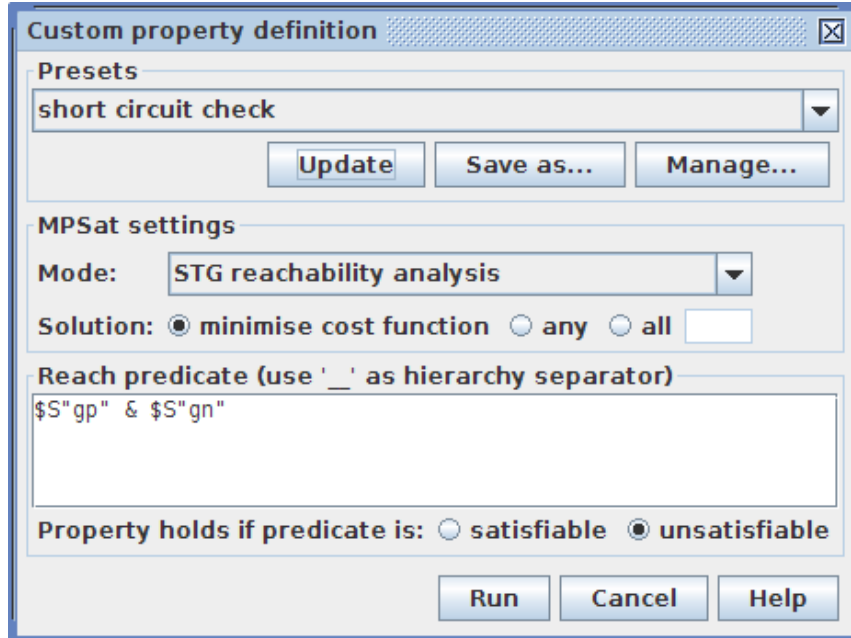 Custom property definition
Presets
short circuit check
Update Save as... Manage...
MPSat settings
Mode: STG reachability analysis
Solution: minimise cost function any all
Reach predicate (use '__' as hierarchy separator)
$S"gp" & $S"gn"
Property holds if predicate is: satisfiable unsatisfiable
Run Cancel Help